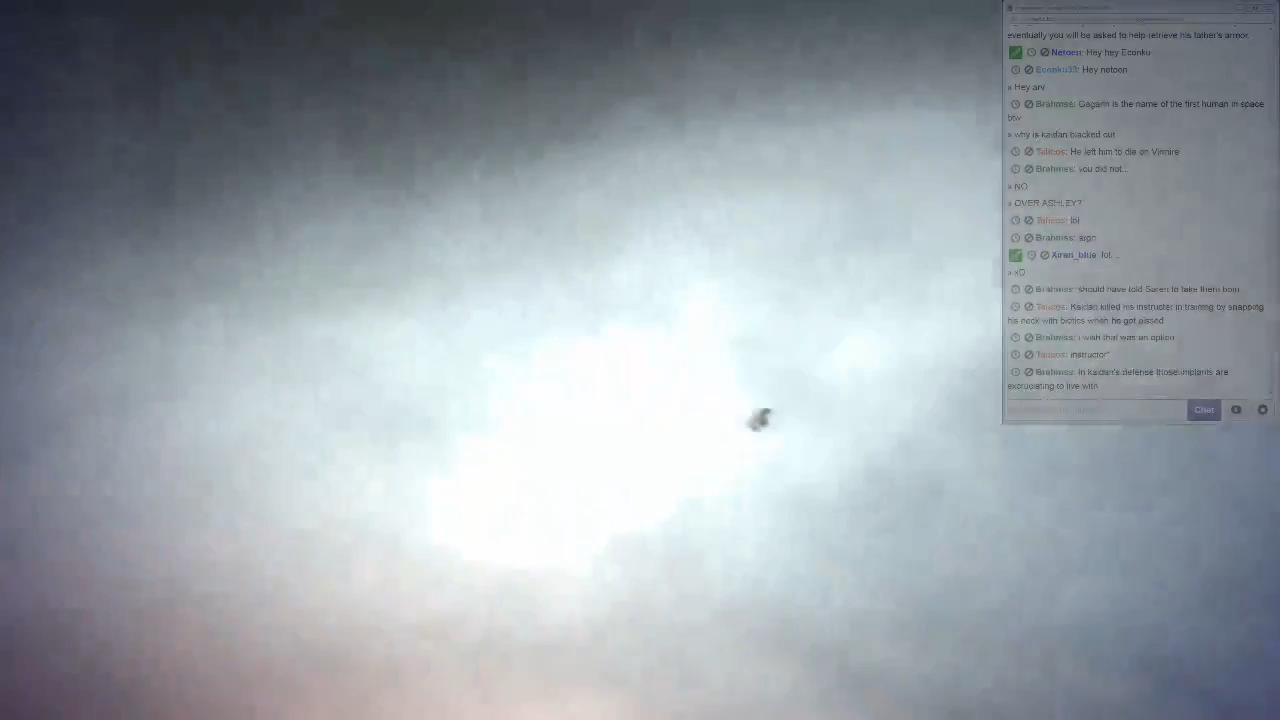 eventually you will be asked to help retrieve his father's armor.
Netoen: Hey hey Econku
Econku33: Hey netoen
» Hey arv
Brahmss: Gagarin is the name of the first human in space
btw
» why is kaidan blacked out
Talicos: He left him to die on Virmire
Brahmss: you did not...
» NO
» OVER ASHLEY?
Talicos: lol
Brahmss: argo
Xiran_blue: lol...
» xD
Brahmss: should have told Saren to take them both
Talicos: Kaidan killed his instructer in training by snapping
his neck with biotics when he got pissed
Brahmss: i wish that was an option
Talicos: instructor*
Brahmss: In kaidan's defense those implants are
excruciating to live with
Chat